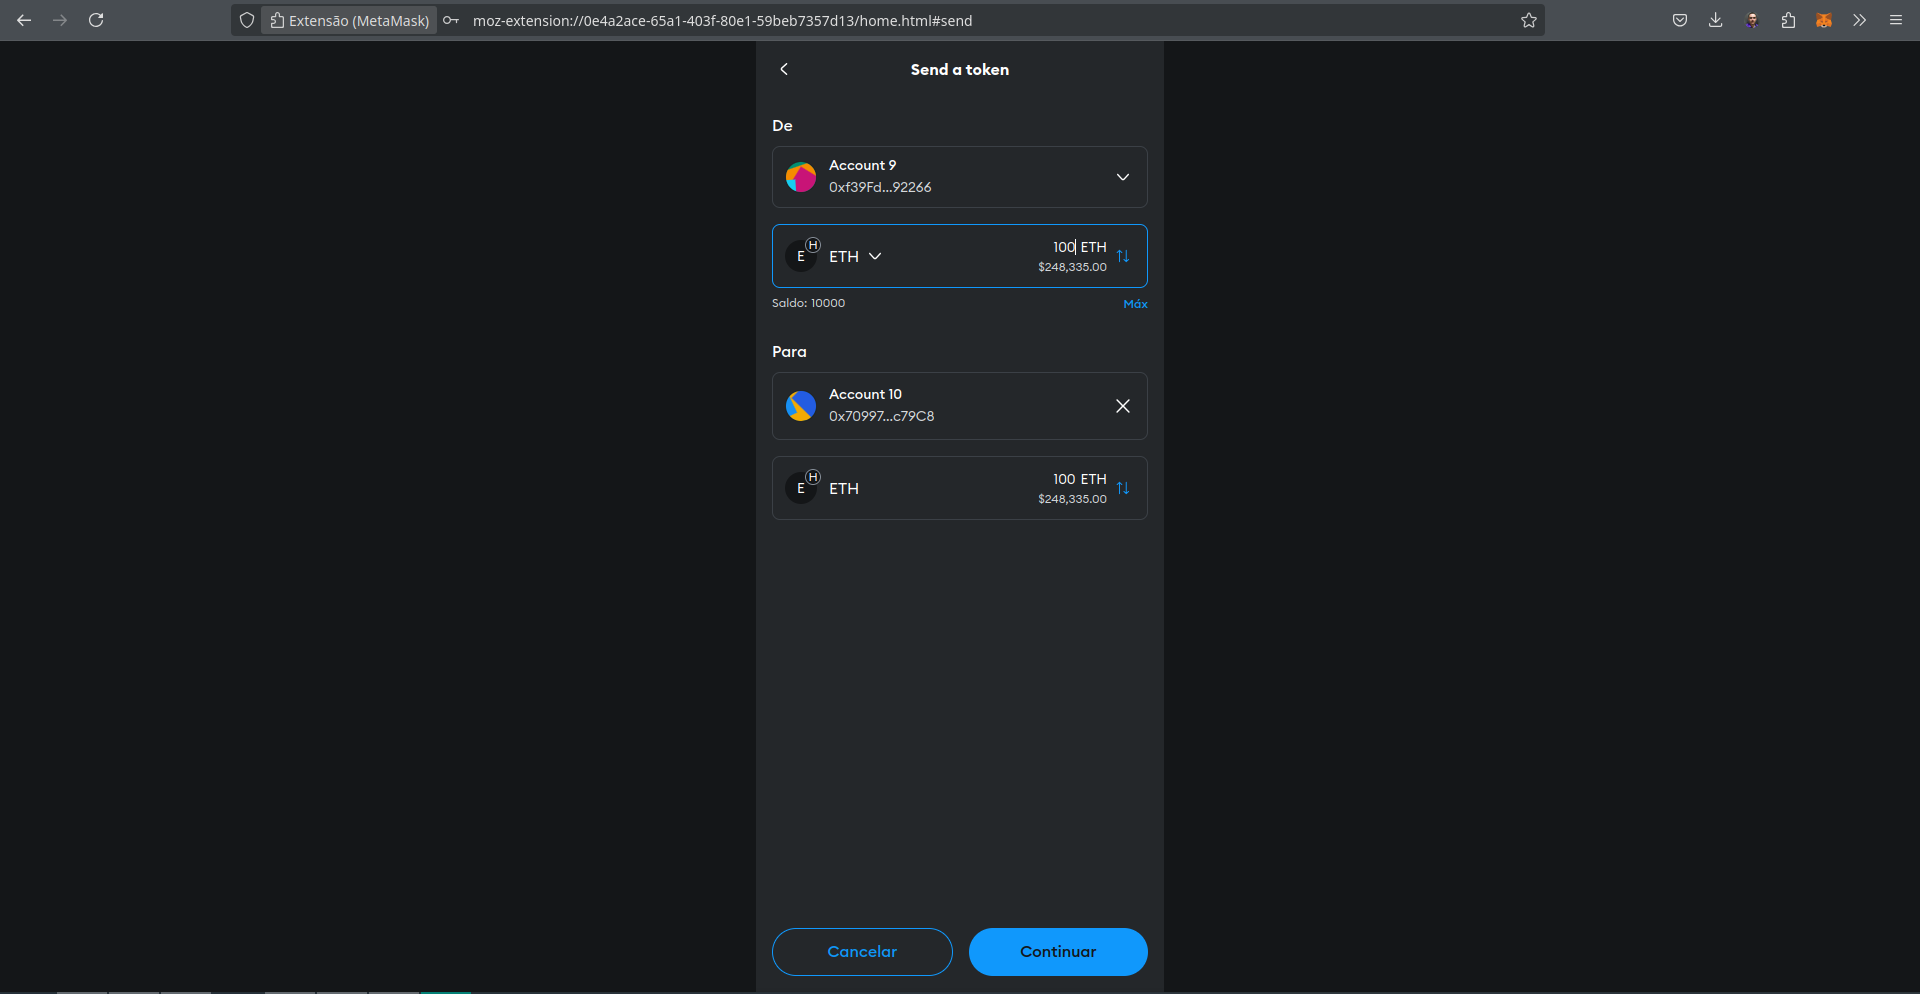 Extensão (MetaMask) moz-extension://0e4a2ace-65a1-403f-80e1-59beb7357d13/home.html#send
Send a token
De
Account 9
0xf39Fd...92266
H
E ETH 100 ETH
$248,335.00
Saldo: 10000 Máx
Para
Account 10
0x70997...c79C8
H
E ETH 100 ETH
$248,335.00
Cancelar Continuar